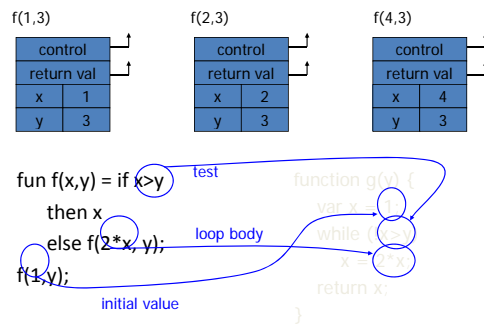 f(1,3) f(2,3) f(4,3)
control control control
return val return val return val
x 1 x 2 x 4
y 3 y 3 y 3
fun f(x,y) = if x>y
then x
else f(2*x, y);
f(1,y);
test
loop body
initial value
function g(y) {
var x = 1;
while (!x>y)
x = 2*x;
return x;
}